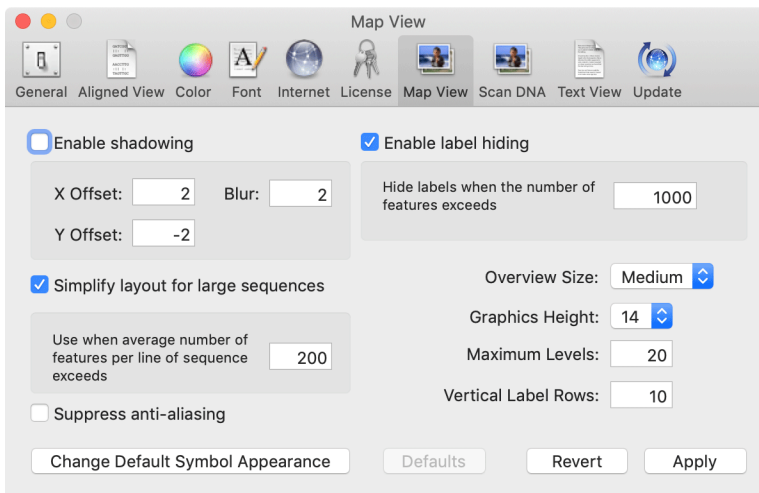 Map View
General Aligned View Color Font Internet License Map View Scan DNA Text View Update
Enable shadowing
X Offset: 2 Blur: 2
Y Offset: -2
Simplify layout for large sequences
Use when average number of
features per line of sequence
exceeds
200
Suppress anti-aliasing
Enable label hiding
Hide labels when the number of
features exceeds
1000
Overview Size: Medium
Graphics Height: 14
Maximum Levels: 20
Vertical Label Rows: 10
Change Default Symbol Appearance Defaults Revert Apply